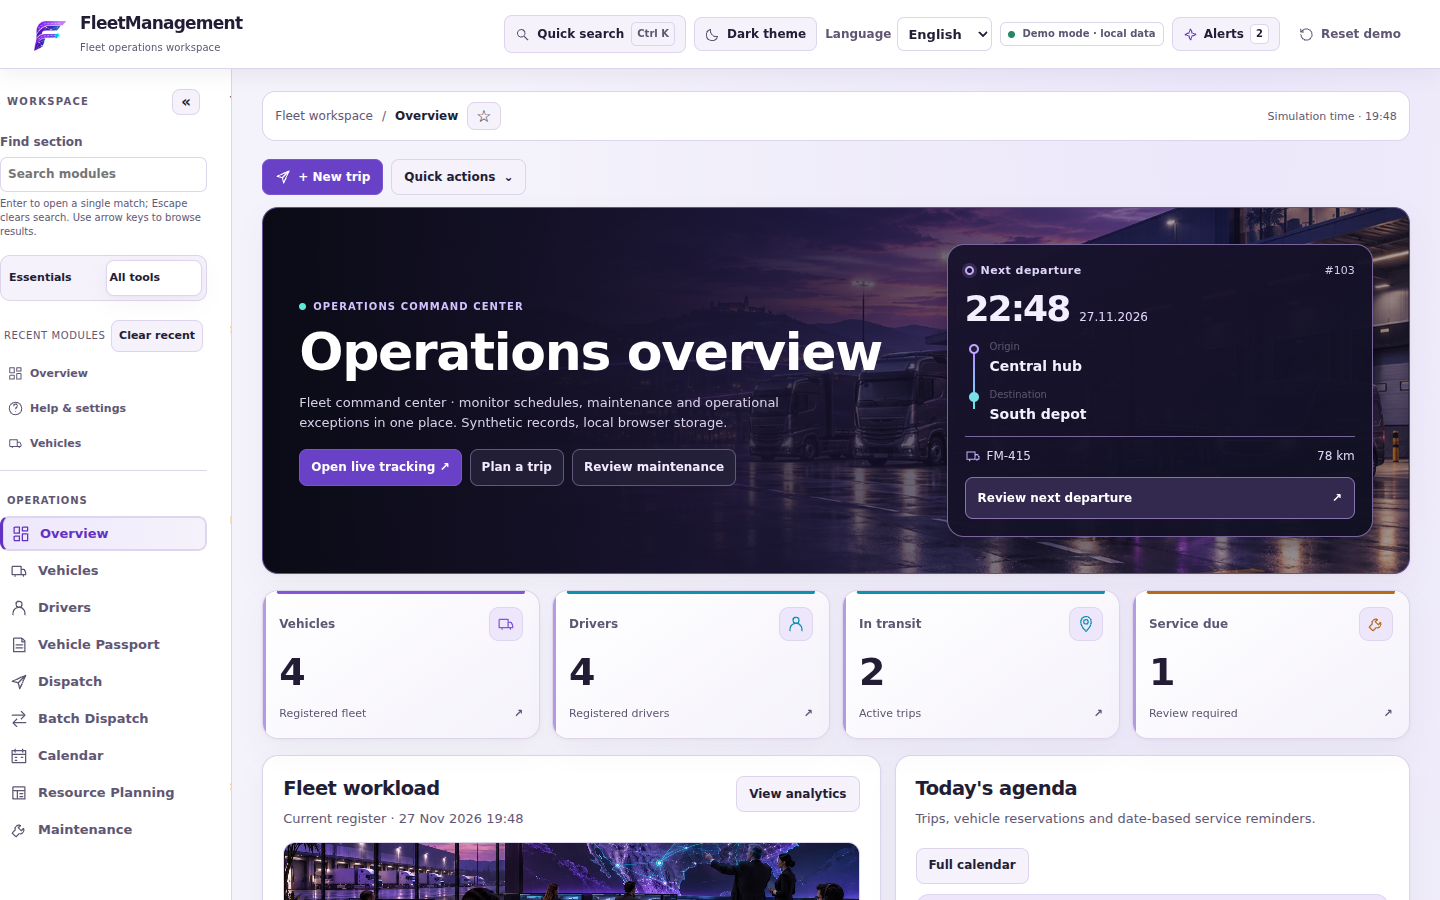 FleetManagement
Fleet operations workspace
Quick search Ctrl K
Dark theme
Language English
Demo mode · local data
Alerts 2
Reset demo
WORKSPACE «
Find section
Search modules
Enter to open a single match; Escape
clears search. Use arrow keys to browse
results.
Essentials All tools
RECENT MODULES Clear recent
Overview
Help & settings
Vehicles
OPERATIONS
Overview
Vehicles
Drivers
Vehicle Passport
Dispatch
Batch Dispatch
Calendar
Resource Planning
Maintenance
Fleet workspace / Overview ☆
Simulation time · 19:48
+ New trip
Quick actions ⌄
OPERATIONS COMMAND CENTER
Operations overview
Fleet command center · monitor schedules, maintenance and operational
exceptions in one place. Synthetic records, local browser storage.
Open live tracking ↗
Plan a trip
Review maintenance
Next departure #103
22:48 27.11.2026
Origin
Central hub
Destination
South depot
FM-415 78 km
Review next departure ↗
Vehicles
4
Registered fleet ↗
Drivers
4
Registered drivers ↗
In transit
2
Active trips ↗
Service due
1
Review required ↗
Fleet workload
View analytics
Current register · 27 Nov 2026 19:48
Today's agenda
Trips, vehicle reservations and date-based service reminders.
Full calendar